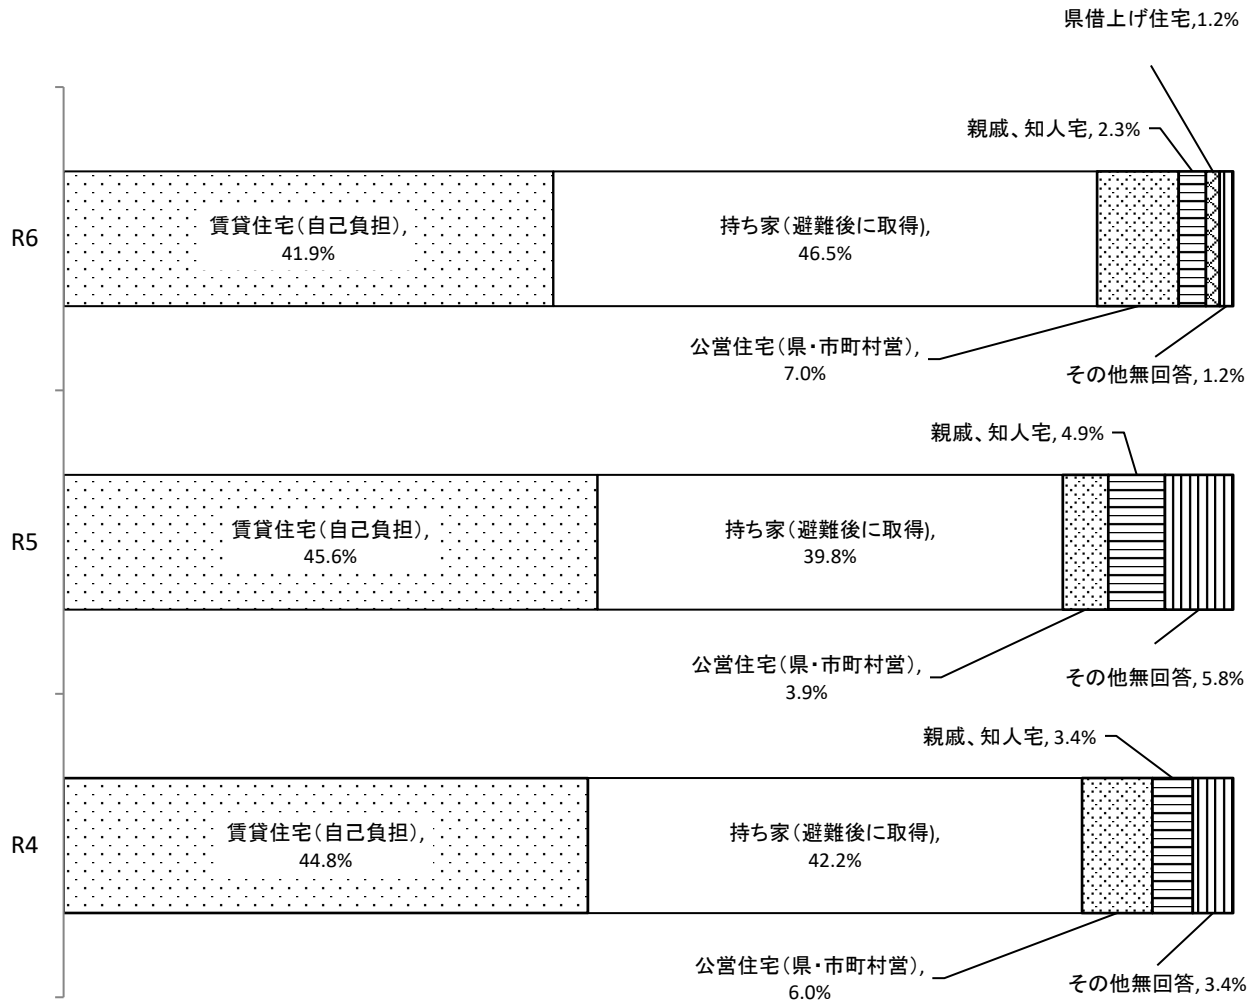 県借上げ住宅,1.2%
親戚、知人宅, 2.3%
R6
賃貸住宅（自己負担）,
41.9%
持ち家（避難後に取得),
46.5%
公営住宅（県・市町村営）,
7.0%
その他無回答, 1.2%
親戚、知人宅, 4.9%
R5
賃貸住宅（自己負担）,
45.6%
持ち家（避難後に取得),
39.8%
公営住宅（県・市町村営）,
3.9%
その他無回答, 5.8%
親戚、知人宅, 3.4%
R4
賃貸住宅（自己負担）,
44.8%
持ち家（避難後に取得),
42.2%
公営住宅（県・市町村営）,
6.0%
その他無回答, 3.4%